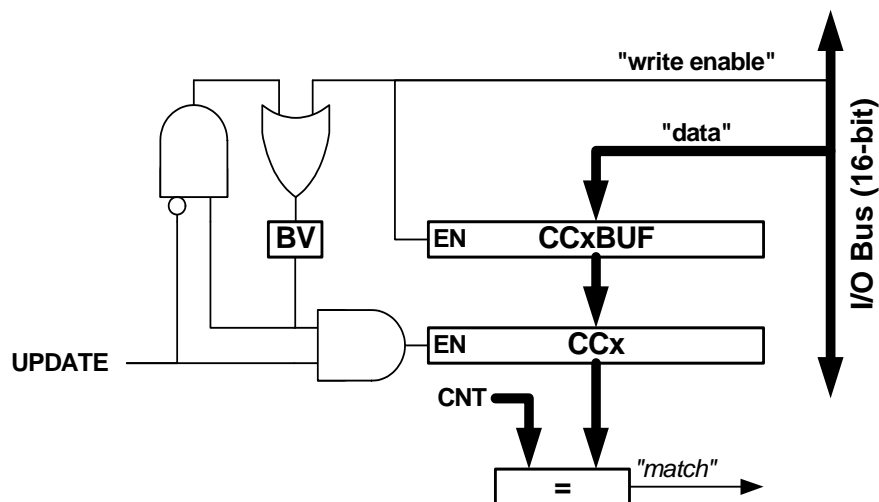 "write enable"
"data"
I/O Bus (16-bit)
BV
EN
CCxBUF
EN
CCx
UPDATE
CNT
=
"match"